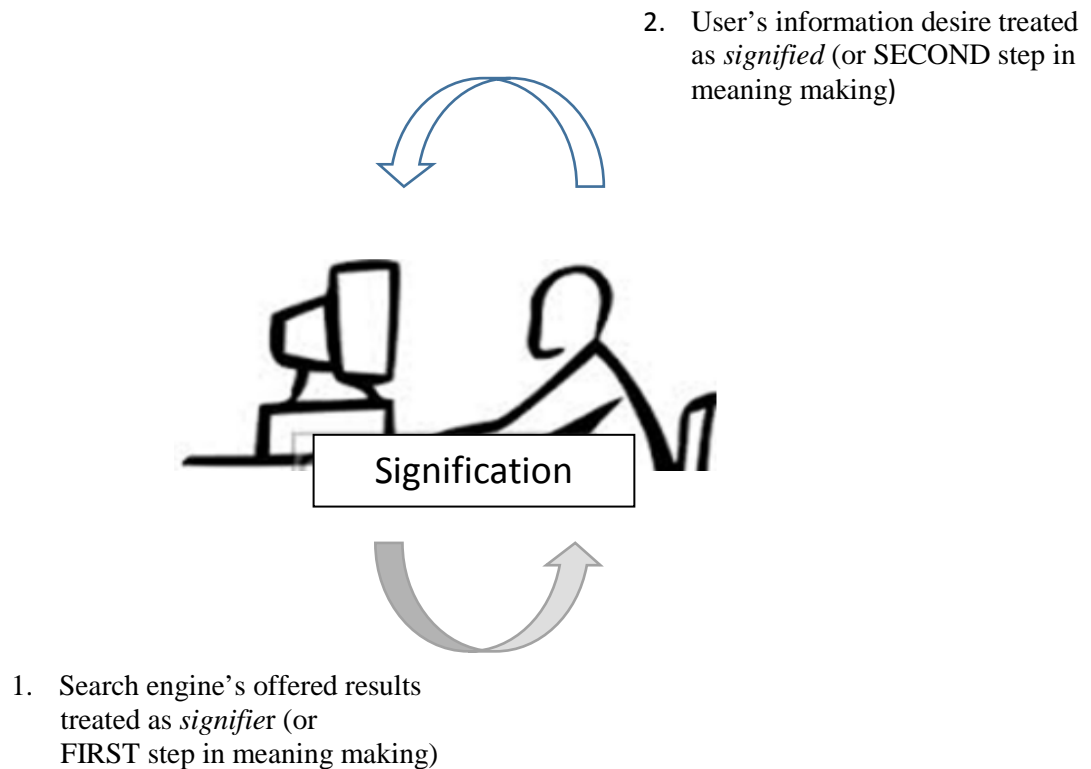 2. User’s information desire treated
as signified (or SECOND step in
meaning making)
Signification
1. Search engine’s offered results
treated as signifier (or
FIRST step in meaning making)